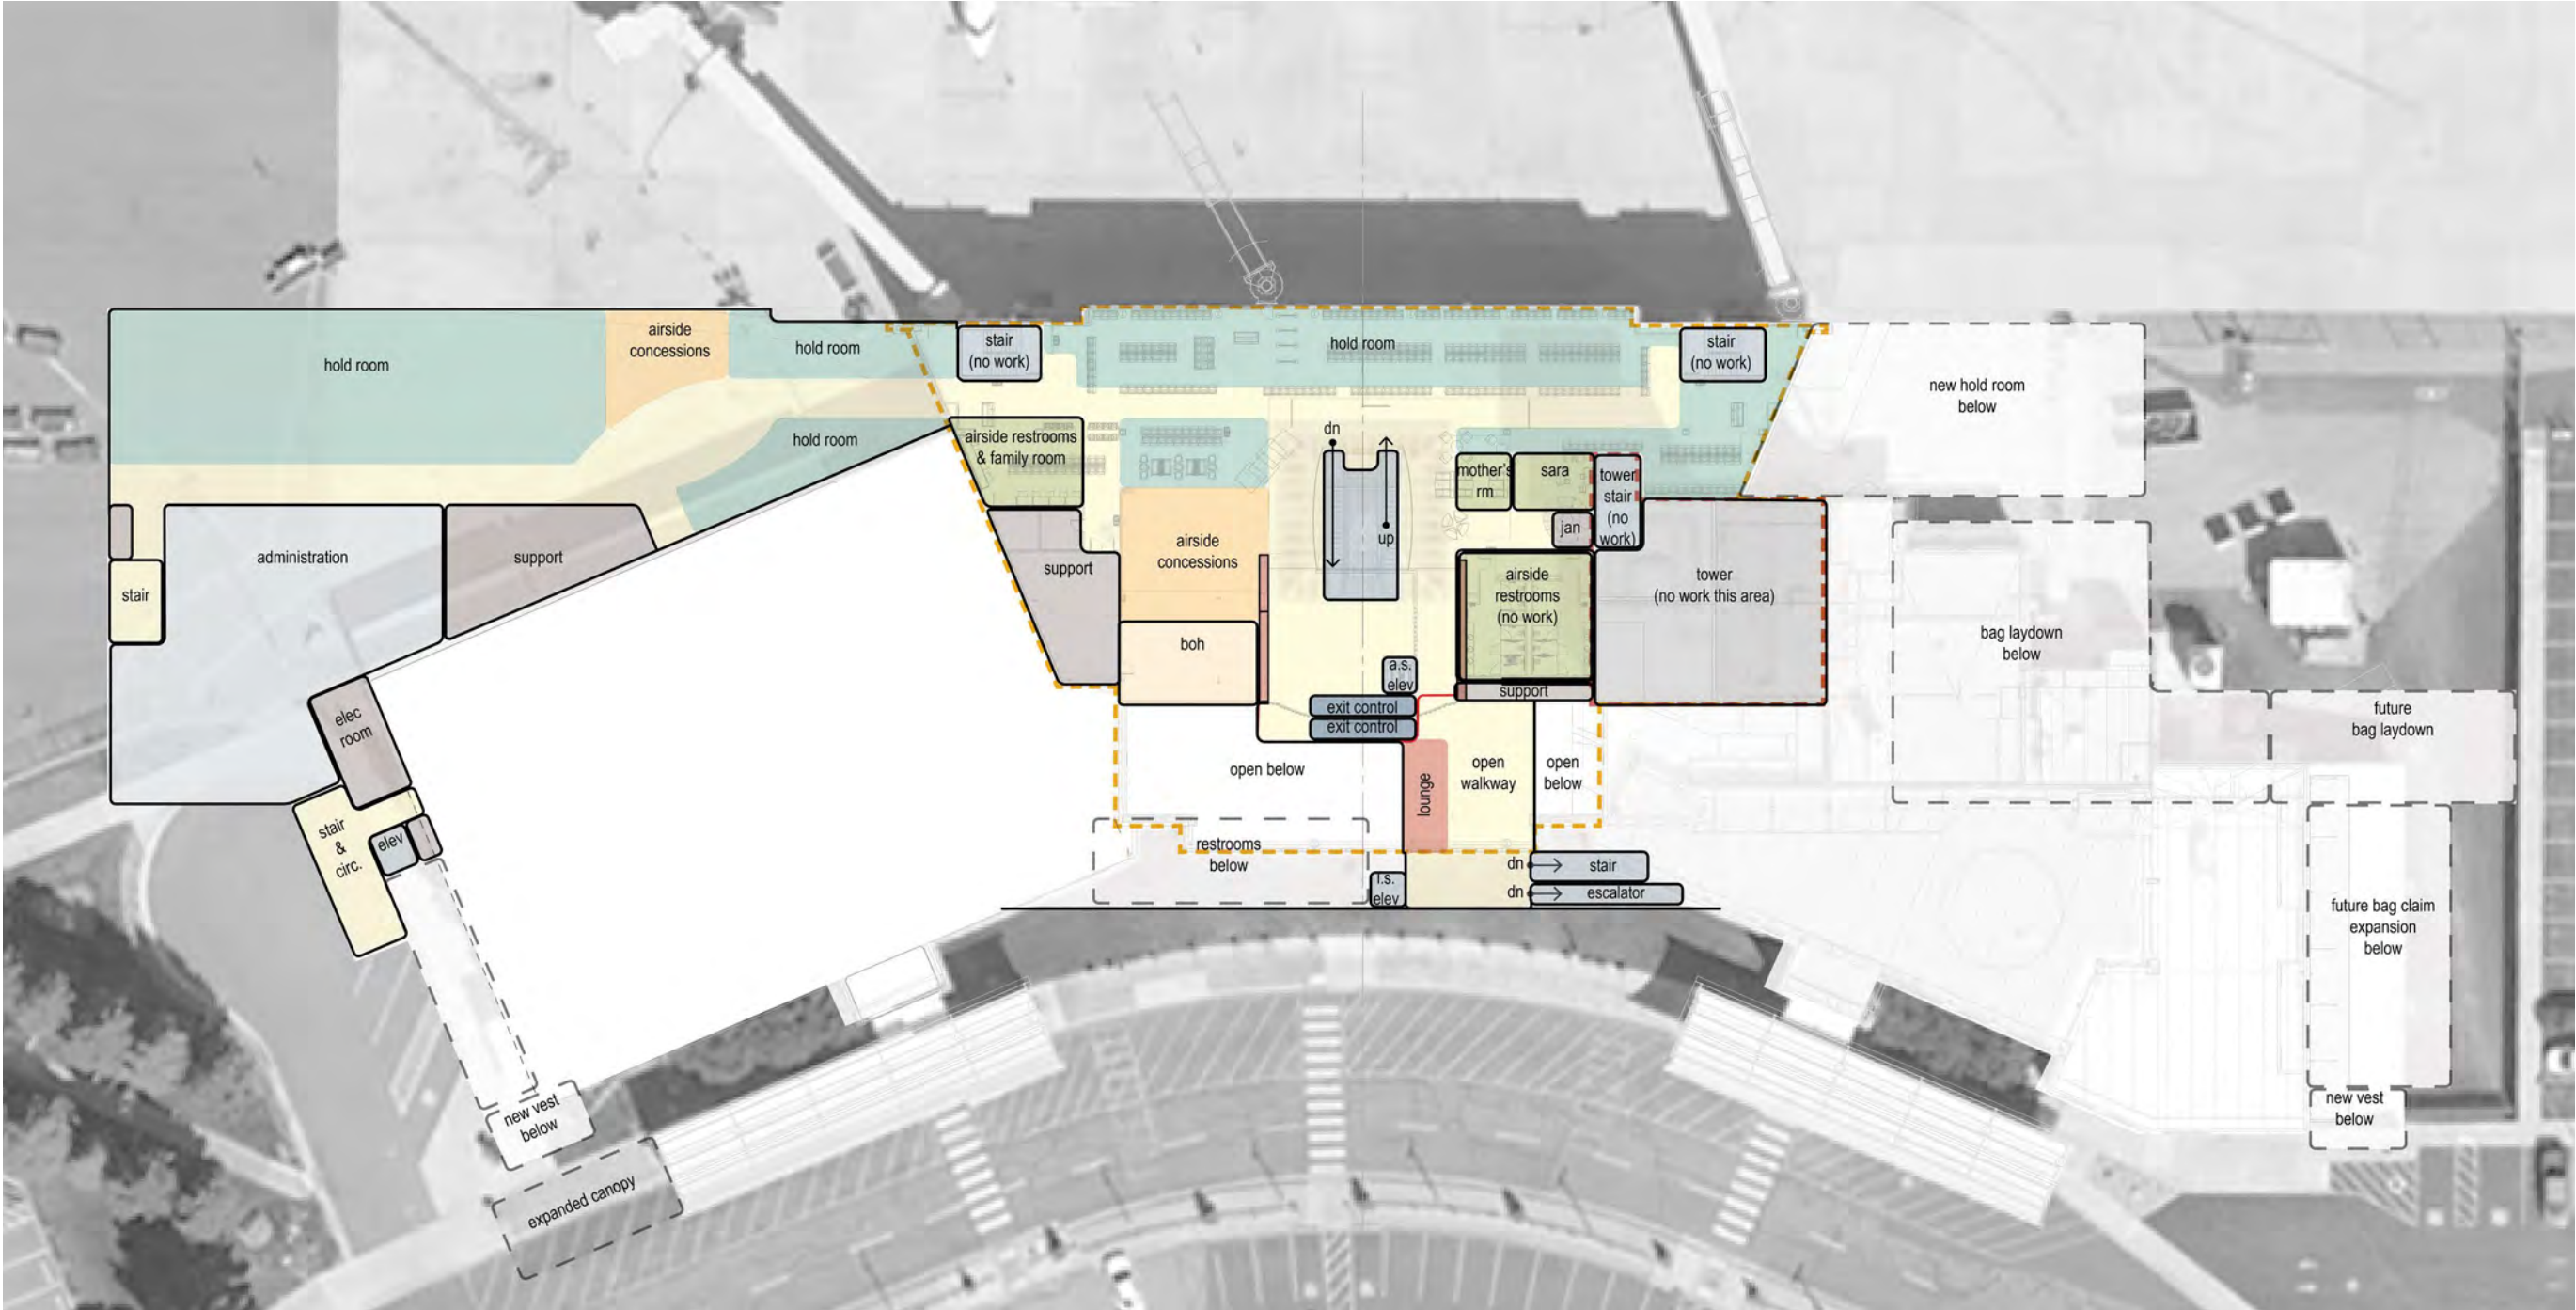 hold room
airside
concessions
hold room
stair
(no work)
hold room
stair
(no work)
new hold room
below
hold room
airside restrooms
& family room
dn
mother's
rm
sara
tower
stair
(no
work)
jan
up
administration
support
stair
support
airside
concessions
airside
restrooms
(no work)
tower
(no work this area)
bag laydown
below
boh
a.s.
elev
support
exit control
exit control
future
bag laydown
elec
room
open below
lounge
open
walkway
open
below
stair
&
circ.
elev
restrooms
below
dn
stair
l.s.
elev
dn
escalator
future bag claim
expansion
below
new vest
below
new vest
below
expanded canopy